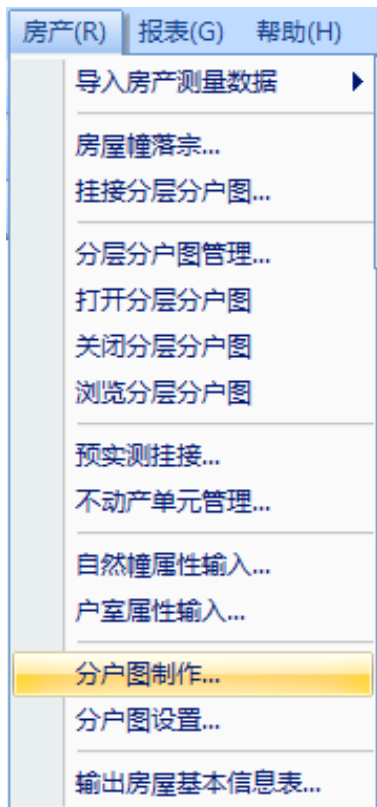 房产(R) 报表(G) 帮助(H)
导入房产测量数据
房屋幢落宗...
挂接分层分户图...
分层分户图管理...
打开分层分户图
关闭分层分户图
浏览分层分户图
预实测挂接...
不动产单元管理...
自然幢属性输入...
户室属性输入...
分户图制作...
分户图设置...
输出房屋基本信息表...